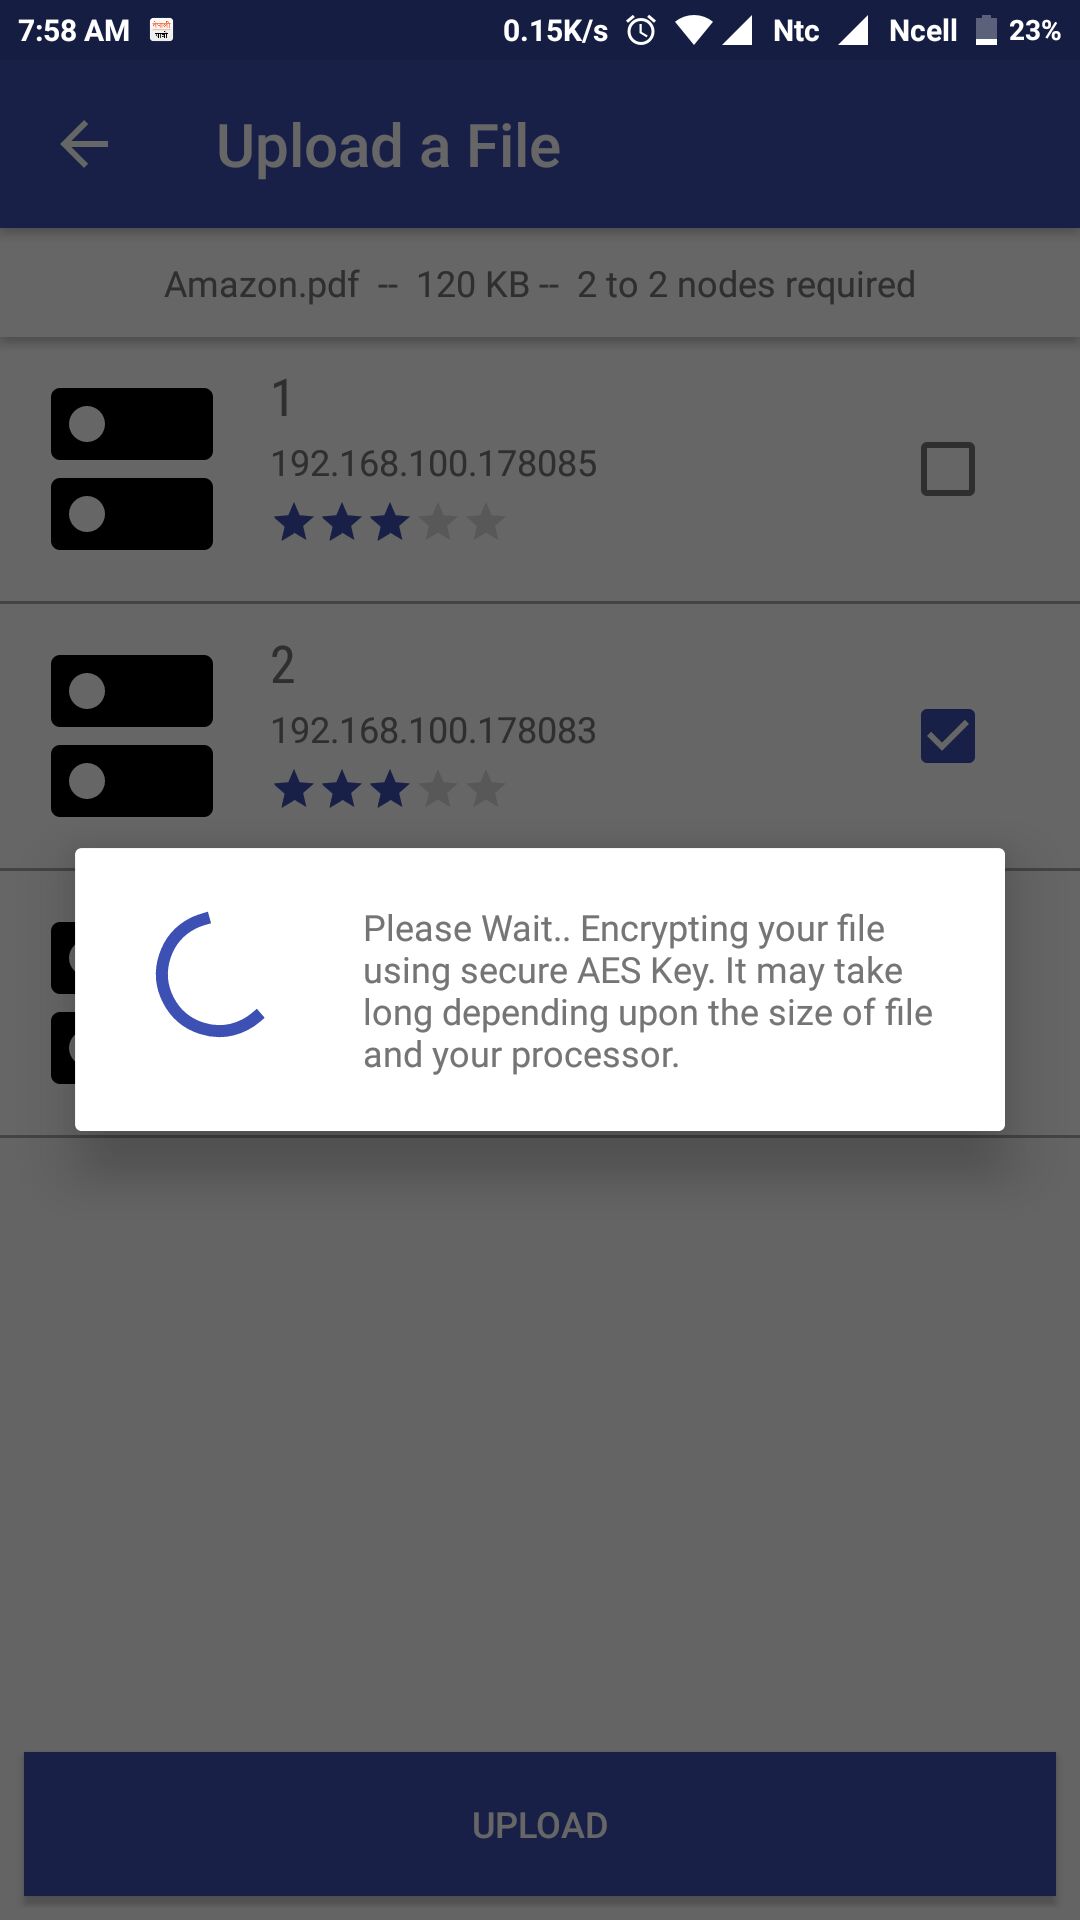 7:58 AM 0.15K/s Ntc Ncell 23%
Upload a File
Amazon.pdf -- 120 KB -- 2 to 2 nodes required
1
192.168.100.178085
2
192.168.100.178083
Please Wait.. Encrypting your file
using secure AES Key. It may take
long depending upon the size of file
and your processor.
UPLOAD